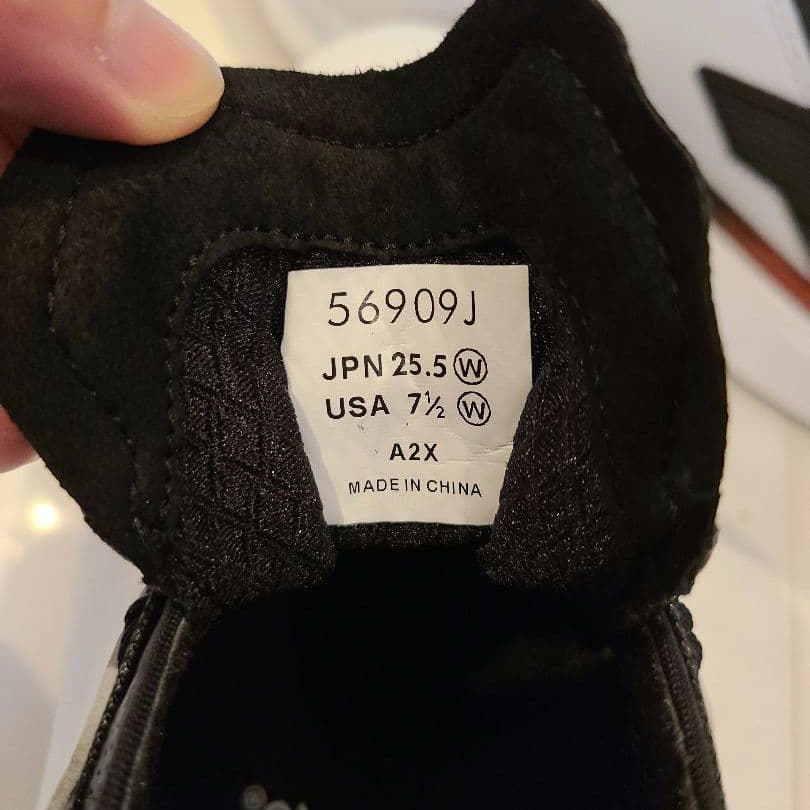 56909J
JPN 25.5 Ⓦ
USA 7½ Ⓦ
A2X
MADE IN CHINA